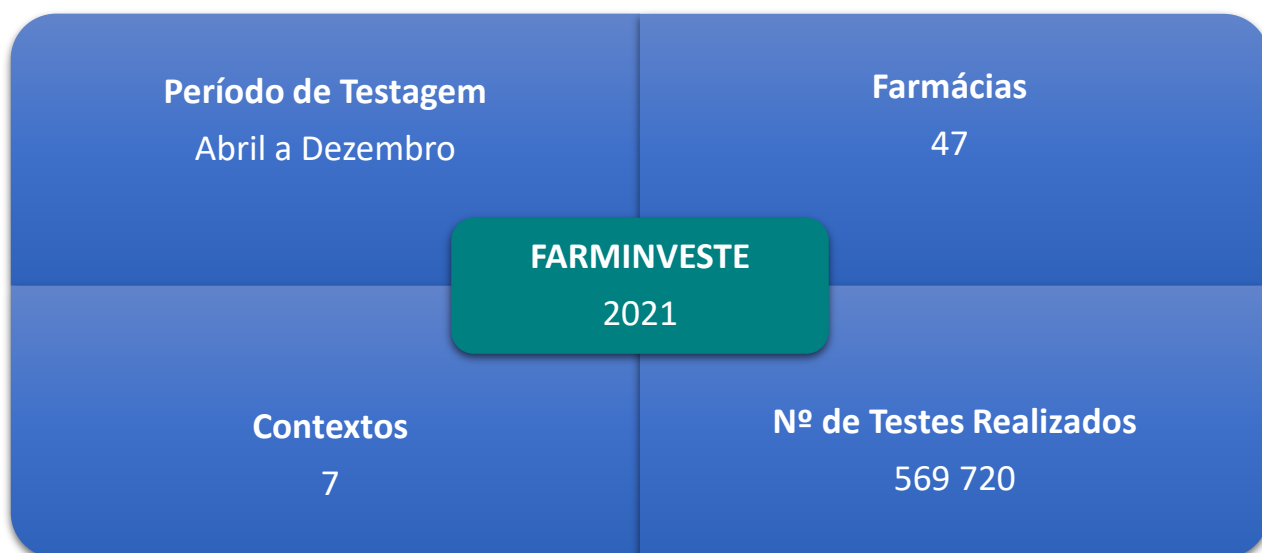 Período de Testagem
Abril a Dezembro
Farmácias
47
FARMINVESTE
2021
Contextos
7
Nº de Testes Realizados
569 720